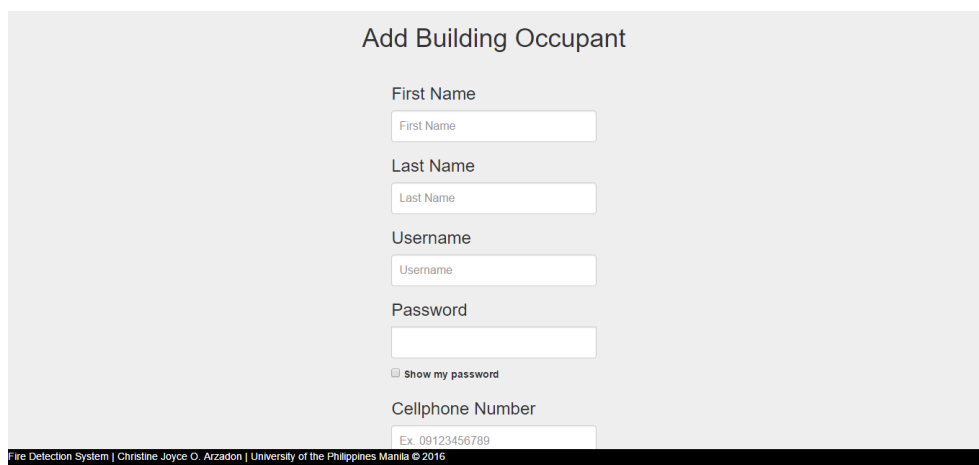 Add Building Occupant
First Name
First Name
Last Name
Last Name
Username
Username
Password
Show my password
Cellphone Number
Ex. 09123456789
Fire Detection System | Christine Joyce O. Arzadon | University of the Philippines Manila © 2016